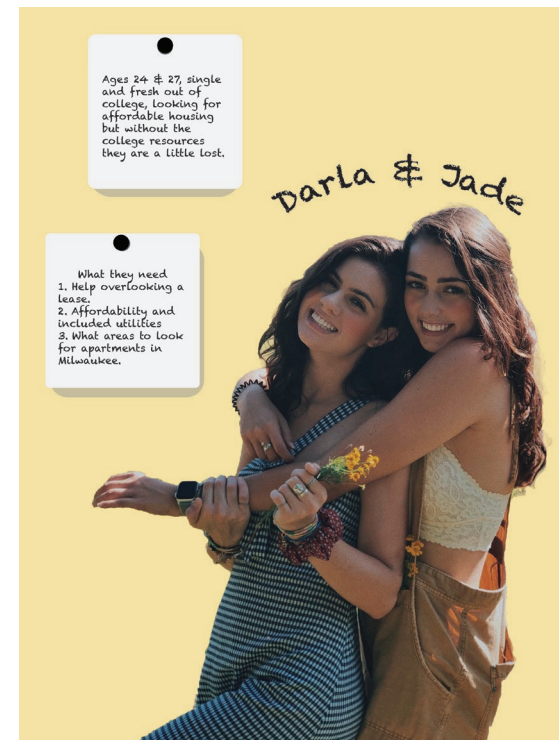 Ages 24 & 27, single
and fresh out of
college, looking for
affordable housing
but without the
college resources
they are a little lost.
Darla & Jade
What they need
1. Help overlooking a
lease.
2. Affordability and
included utilities
3. What areas to look
for apartments in
Milwaukee.